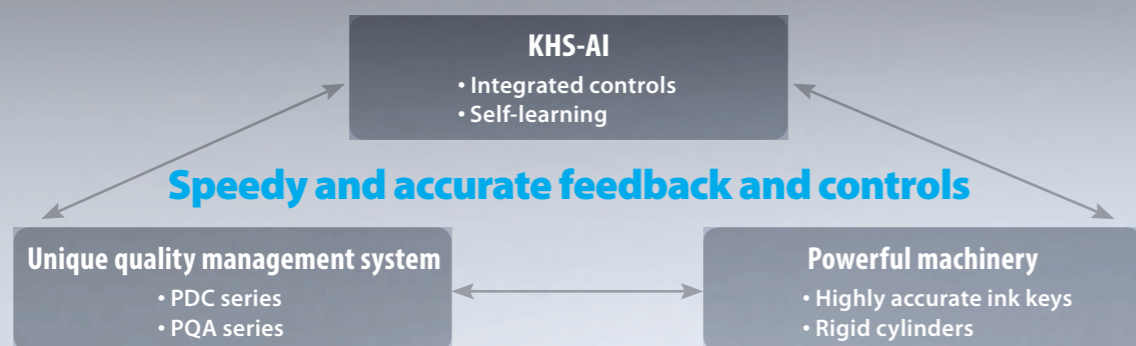 KHS-AI
• Integrated controls
• Self-learning
Speedy and accurate feedback and controls
Unique quality management system
• PDC series
• PQA series
Powerful machinery
• Highly accurate ink keys
• Rigid cylinders